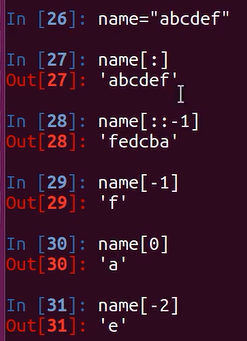 In [26]: name="abcdef"
In [27]: name[:]
Out[27]: 'abcdef'
In [28]: name[::-1]
Out[28]: 'fedcba'
In [29]: name[-1]
Out[29]: 'f'
In [30]: name[0]
Out[30]: 'a'
In [31]: name[-2]
Out[31]: 'e'